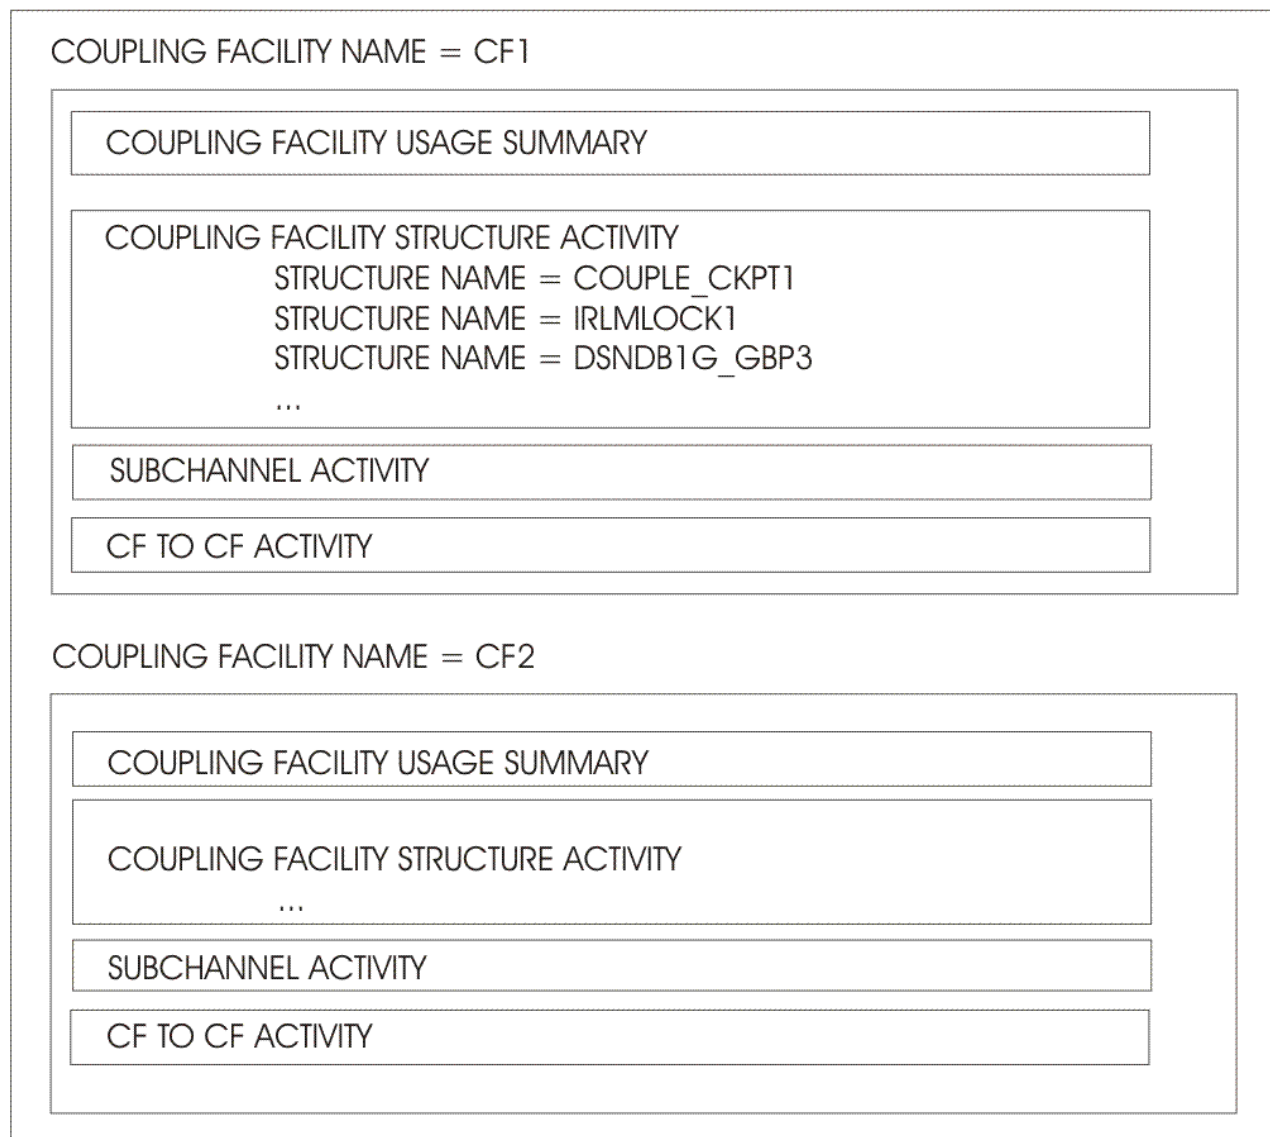 COUPLING FACILITY NAME = CF1
COUPLING FACILITY USAGE SUMMARY
COUPLING FACILITY STRUCTURE ACTIVITY
STRUCTURE NAME = COUPLE_CKPT1
STRUCTURE NAME = IRLMLOCK1
STRUCTURE NAME = DSNDB1G_GBP3
...
SUBCHANNEL ACTIVITY
CF TO CF ACTIVITY
COUPLING FACILITY NAME = CF2
COUPLING FACILITY USAGE SUMMARY
COUPLING FACILITY STRUCTURE ACTIVITY
...
SUBCHANNEL ACTIVITY
CF TO CF ACTIVITY